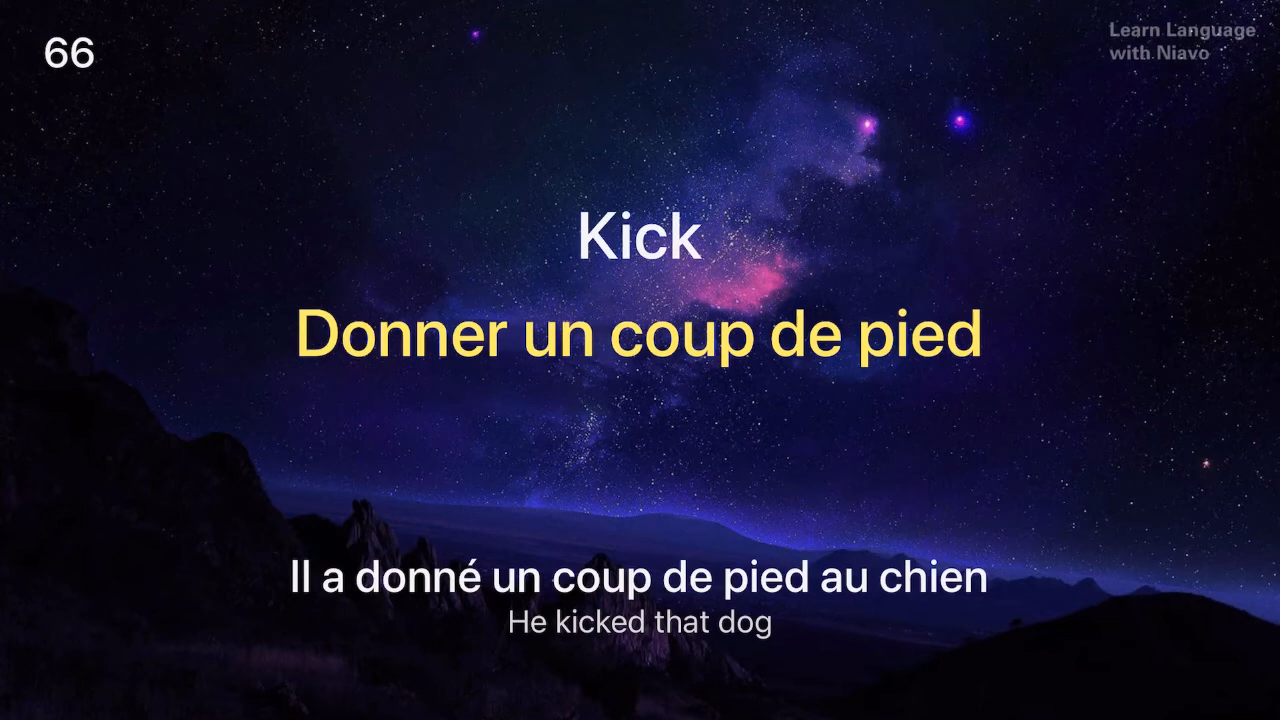 66
Learn Language
with Niavo
Kick
Donner un coup de pied
Il a donné un coup de pied au chien
He kicked that dog